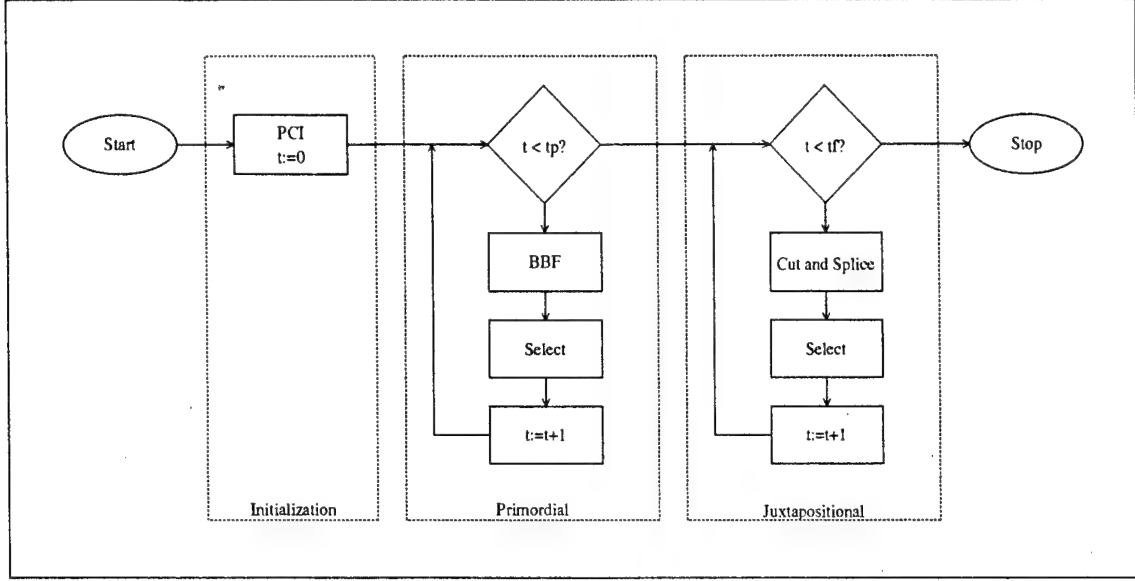 Start
PCI
t:=0
t < tp?
BBF
Select
t:=t+1
t < tf?
Cut and Splice
Select
t:=t+1
Stop
Initialization
Primordial
Juxtapositional